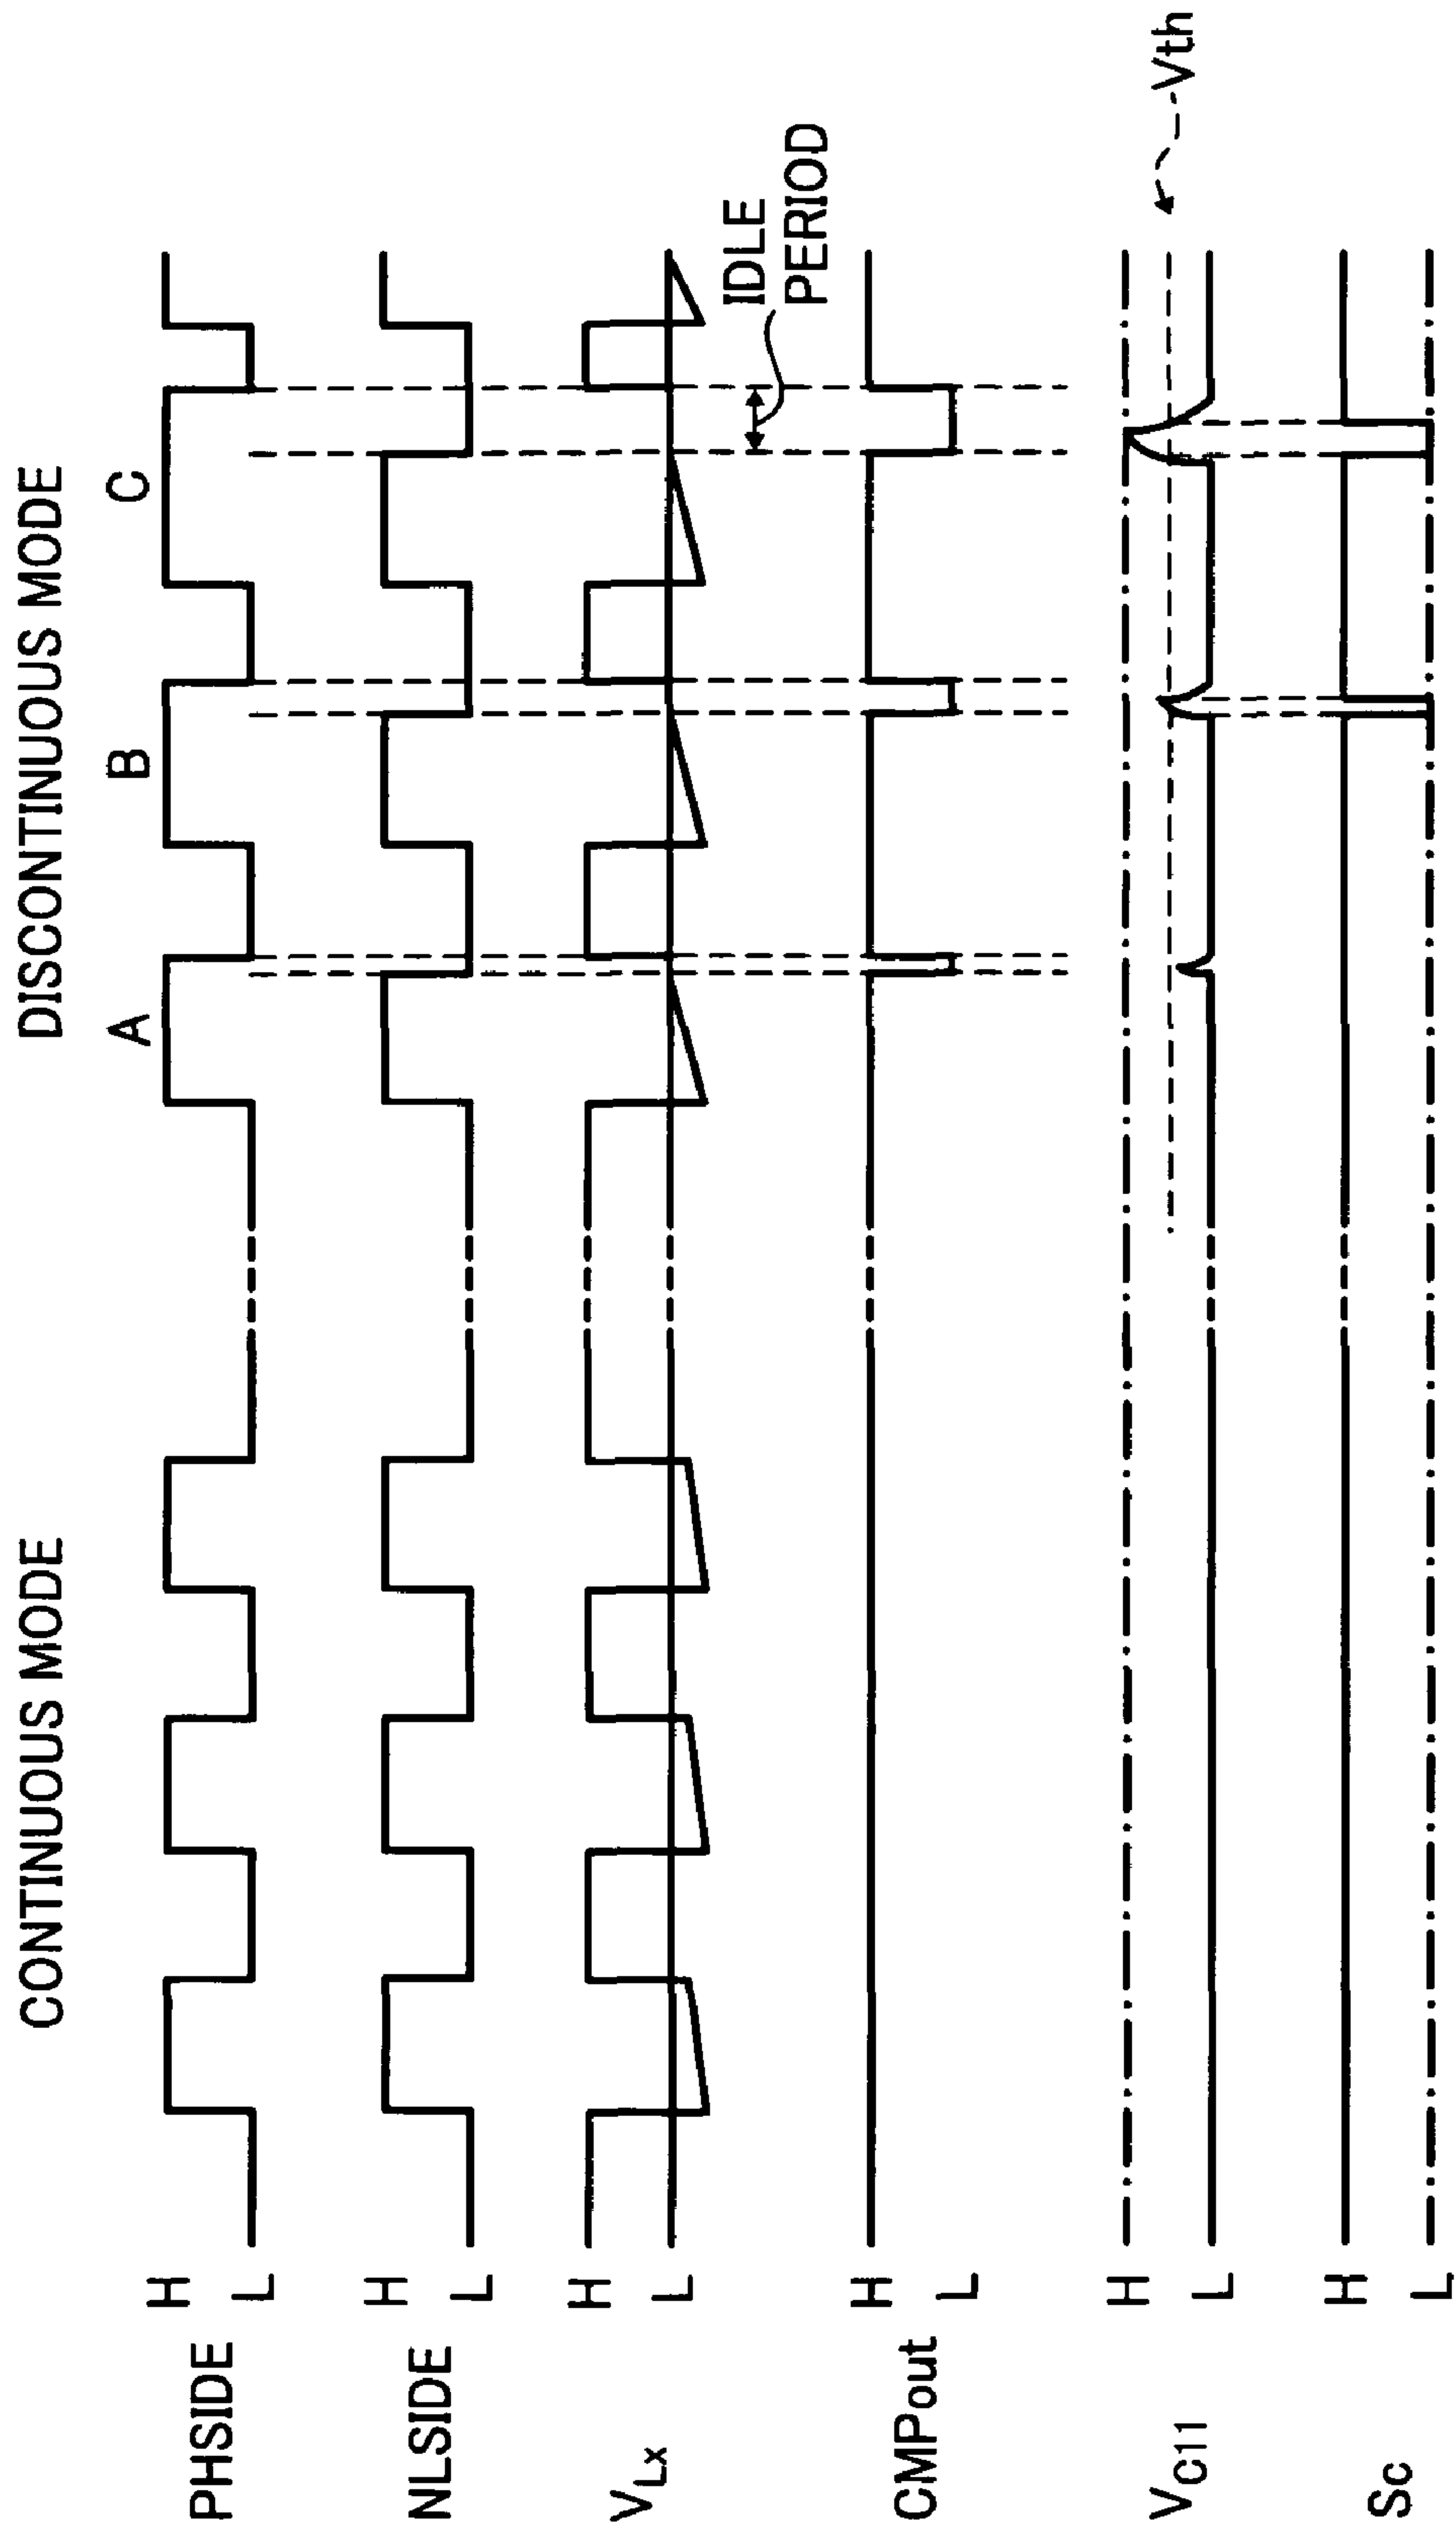 CONTINUOUS MODE
DISCONTINUOUS MODE
A
B
C
PHSIDE
H
L
NLSIDE
H
L
VLx
H
L
IDLE
PERIOD
CMPout
H
L
VC11
H
L
Vth
Sc
H
L